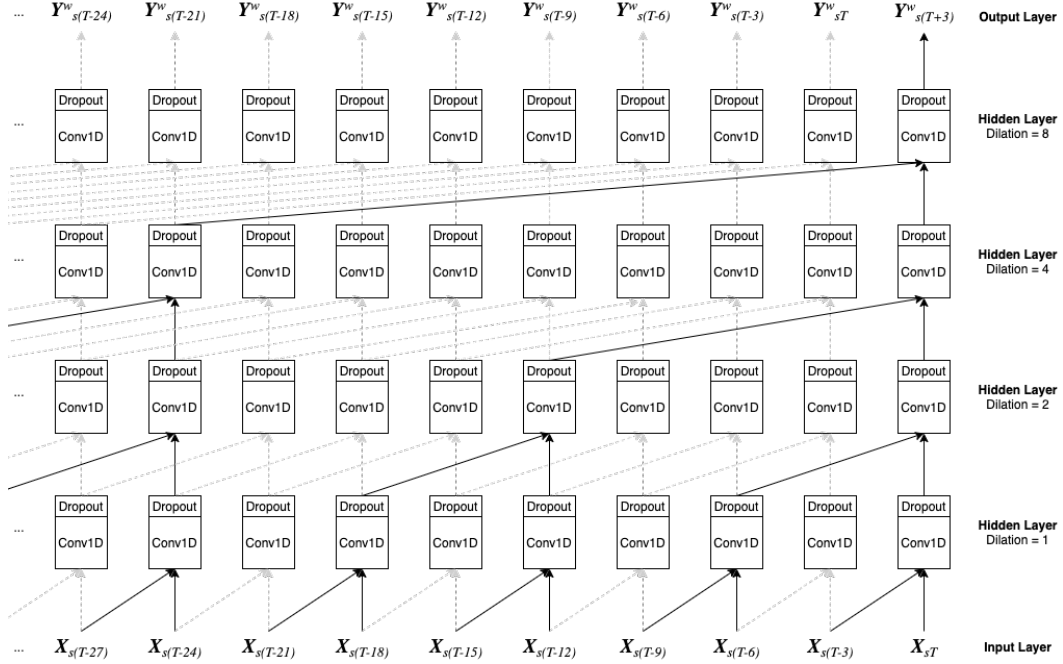 ... Y^w_s(T-24) Y^w_s(T-21) Y^w_s(T-18) Y^w_s(T-15) Y^w_s(T-12) Y^w_s(T-9) Y^w_s(T-6) Y^w_s(T-3) Y^w_sT Y^w_s(T+3) Output Layer
Dropout Dropout Dropout Dropout Dropout Dropout Dropout Dropout Dropout Dropout
... Conv1D Conv1D Conv1D Conv1D Conv1D Conv1D Conv1D Conv1D Conv1D Conv1D Hidden Layer
Dilation = 8
Dropout Dropout Dropout Dropout Dropout Dropout Dropout Dropout Dropout Dropout
... Conv1D Conv1D Conv1D Conv1D Conv1D Conv1D Conv1D Conv1D Conv1D Conv1D Hidden Layer
Dilation = 4
Dropout Dropout Dropout Dropout Dropout Dropout Dropout Dropout Dropout Dropout
... Conv1D Conv1D Conv1D Conv1D Conv1D Conv1D Conv1D Conv1D Conv1D Conv1D Hidden Layer
Dilation = 2
Dropout Dropout Dropout Dropout Dropout Dropout Dropout Dropout Dropout Dropout
... Conv1D Conv1D Conv1D Conv1D Conv1D Conv1D Conv1D Conv1D Conv1D Conv1D Hidden Layer
Dilation = 1
... X_s(T-27) X_s(T-24) X_s(T-21) X_s(T-18) X_s(T-15) X_s(T-12) X_s(T-9) X_s(T-6) X_s(T-3) X_sT Input Layer